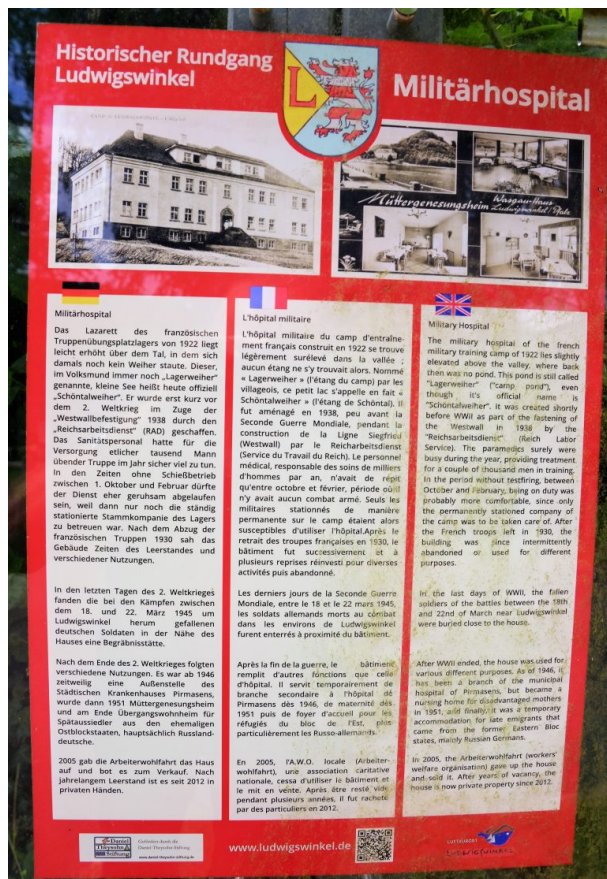 Historischer Rundgang
Ludwigswinkel
L
Militärhospital
Müttergenesungsheim
Wasgau-Haus
Ludwigswinkel/Pfalz
Militärhospital
Das Lazarett des französischen
Truppenübungsplatzlagers von 1922 liegt
leicht erhöht über dem Tal, in dem sich
damals noch kein Weiher staute. Dieser,
im Volksmund immer noch „Lagerweiher"
genannte, kleine See heißt heute offiziell
„Schöntalweiher". Er wurde erst kurz vor
dem 2. Weltkrieg im Zuge der
„Westwallbefestigung" 1938 durch den
„Reichsarbeitsdienst" (RAD) geschaffen.
Das Sanitätspersonal hatte für die
Versorgung etlicher tausend Mann
übender Truppe im Jahr sicher viel zu tun.
In den Zeiten ohne Schießbetrieb
zwischen 1. Oktober und Februar dürfte
der Dienst eher geruhsam abgelaufen
sein, weil dann nur noch die ständig
stationierte Stammkompanie des Lagers
zu betreuen war. Nach dem Abzug der
französischen Truppen 1930 sah das
Gebäude Zeiten des Leerstandes und
verschiedener Nutzungen.
In den letzten Tagen des 2. Weltkrieges
fanden die bei den Kämpfen zwischen
dem 18. und 22. März 1945 um
Ludwigswinkel herum gefallenen
deutschen Soldaten in der Nähe des
Hauses eine Begräbnisstätte.
Nach dem Ende des 2. Weltkrieges folgten
verschiedene Nutzungen. Es war ab 1946
zeitweilig eine Außenstelle des
Städtischen Krankenhauses Pirmasens,
wurde dann 1951 Müttergenesungsheim
und am Ende Übergangswohnheim für
Spätaussiedler aus den ehemaligen
Ostblockstaaten, hauptsächlich Russland-
deutsche.
2005 gab die Arbeiterwohlfahrt das Haus
auf und bot es zum Verkauf. Nach
jahrelangem Leerstand ist es seit 2012 in
privaten Händen.
L'hôpital militaire
L'hôpital militaire du camp d'entraîne-
ment français construit en 1922 se trouve
légèrement surélevé dans la vallée ;
aucun étang ne s'y trouvait alors. Nommé
« Lagerweiher » (l'étang du camp) par les
villageois, ce petit lac s'appelle en fait «
Schöntalweiher » (l'étang de Schöntal). Il
fut aménagé en 1938, peu avant la
Seconde Guerre Mondiale, pendant la
construction de la Ligne Siegfried
(Westwall) par le Reicharbeitsdienst
(Service du Travail du Reich). Le personnel
médical, responsable des soins de milliers
d'hommes par an, n'avait de répit
qu'entre octobre et février, période où il
n'y avait aucun combat armé. Seuls les
militaires stationnés de manière
permanente sur le camp étaient alors
susceptibles d'utiliser l'hôpital.Après le
retrait des troupes françaises en 1930, le
bâtiment fut successivement et à
plusieurs reprises réinvesti pour diverses
activités puis abandonné.
Les derniers jours de la Seconde Guerre
Mondiale, entre le 18 et le 22 mars 1945,
les soldats allemands morts au combat
dans les environs de Ludwigswinkel
furent enterrés à proximité du bâtiment.
Après la fin de la guerre, le bâtiment
remplit d'autres fonctions que celle
d'hôpital. Il servit temporairement de
branche secondaire à l'hôpital de
Pirmasens dès 1946, de maternité dès
1951 puis de foyer d'accueil pour les
réfugiés du bloc de l'Est, plus
particulièrement les Russo-allemands.
En 2005, l'A.W.O. locale (Arbeiter-
wohlfahrt), une association caritative
nationale, cessa d'utiliser le bâtiment et
le mit en vente. Après être resté vide
pendant plusieurs années, il fut racheté
par des particuliers en 2012.
Military Hospital
The military hospital of the french
military training camp of 1922 lies slightly
elevated above the valley, where back
then was no pond. This pond is still called
"Lagerweiher" ("camp pond"), even
though it's official name is
"Schöntalweiher". It was created shortly
before WWII as part of the fastening of
the Westwall in 1938 by the
"Reichsarbeitsdienst" (Reich Labor
Service). The paramedics surely were
busy during the year, providing treatment
for a couple of thousand men in training.
In the period without testfiring, between
October and February, being on duty was
probably more comfortable, since only
the permanently stationed company of
the camp was to be taken care of. After
the French troops left in 1930, the
building was since intermittently
abandoned or used for different
purposes.
In the last days of WWII, the fallen
soldiers of the battles between the 18th
and 22nd of March near Ludwigswinkel
were buried close to the house.
After WWII ended, the house was used for
various different purposes. As of 1946, it
has been a branch of the municipal
hospital of Pirmasens, but became a
nursing home for disadvantaged mothers
in 1951, and finally, it was a temporary
accommodation for late emigrants that
came from the former Eastern Bloc
states, mainly Russian Germans.
In 2005, the Arbeiterwohlfahrt (workers'
welfare organisation) gave up the house
and sold it. After years of vacancy, the
house is now private property since 2012.
Daniel
Theysohn
Stiftung
Gefördert durch die
Daniel-Theysohn-Stiftung
www.daniel-theysohn-stiftung.de
www.ludwigswinkel.de
LUFTKURORT
Ludwigswinkel